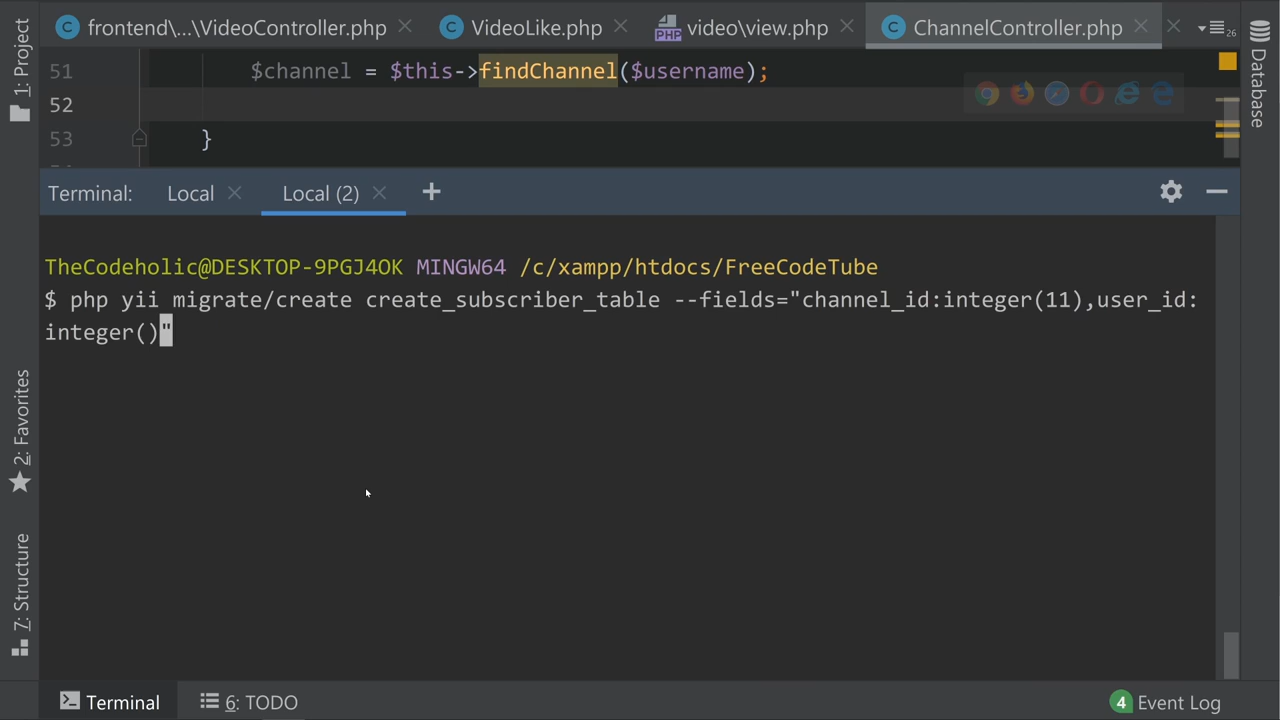 1: Project
frontend\...\VideoController.php
VideoLike.php
PHP
video\view.php
ChannelController.php
26
Database
51 $channel = $this->findChannel($username);
52
53 }
Terminal: Local Local (2) +
TheCodeholic@DESKTOP-9PGJ4OK MINGW64 /c/xampp/htdocs/FreeCodeTube
$ php yii migrate/create create_subscriber_table --fields="channel_id:integer(11),user_id:
integer()"
2: Favorites
7: Structure
Terminal
6: TODO
4 Event Log